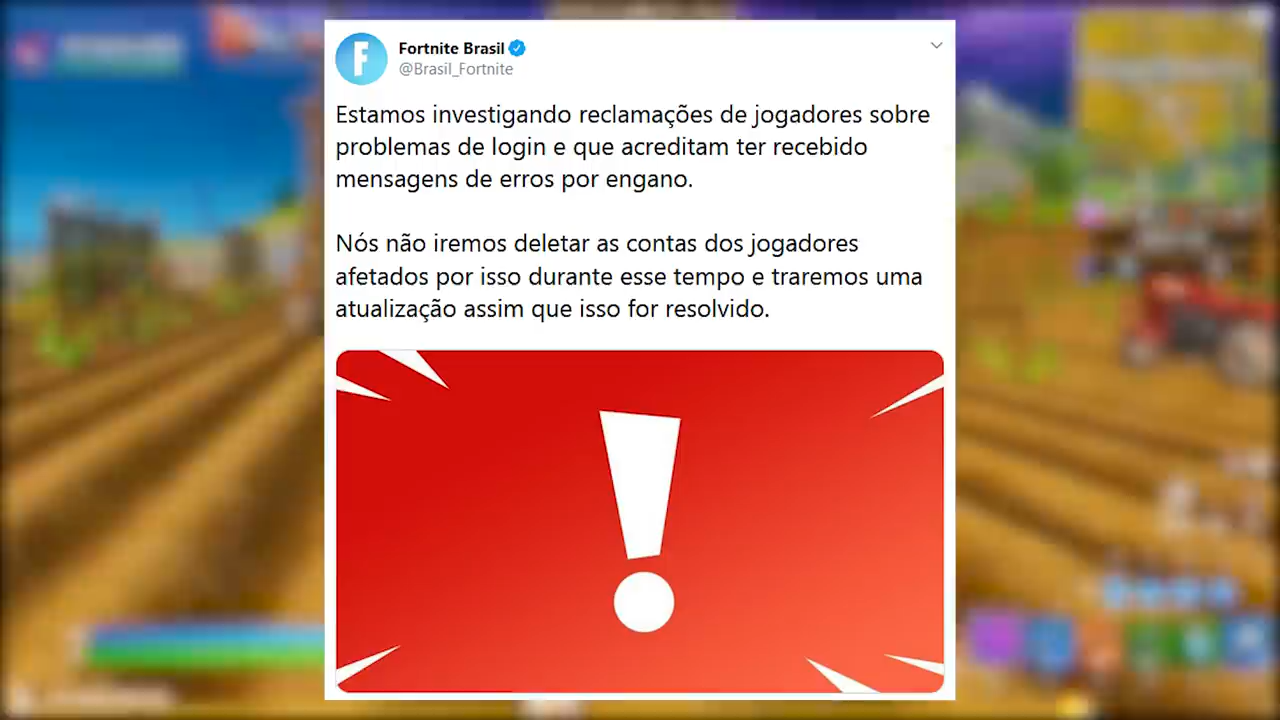 Fortnite Brasil
@Brasil_Fortnite
Estamos investigando reclamações de jogadores sobre
problemas de login e que acreditam ter recebido
mensagens de erros por engano.
Nós não iremos deletar as contas dos jogadores
afetados por isso durante esse tempo e traremos uma
atualização assim que isso for resolvido.
!